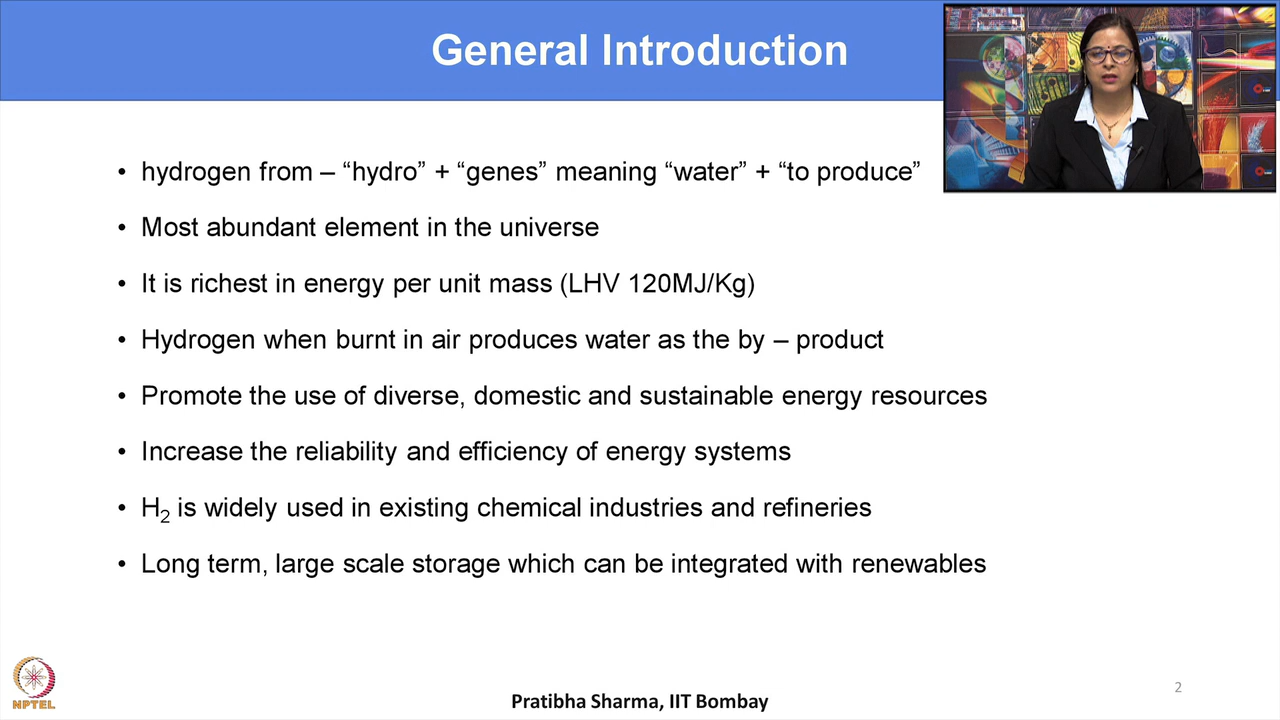 General Introduction
• hydrogen from – “hydro” + “genes” meaning “water” + “to produce”
• Most abundant element in the universe
• It is richest in energy per unit mass (LHV 120MJ/Kg)
• Hydrogen when burnt in air produces water as the by – product
• Promote the use of diverse, domestic and sustainable energy resources
• Increase the reliability and efficiency of energy systems
• H₂ is widely used in existing chemical industries and refineries
• Long term, large scale storage which can be integrated with renewables
NPTEL
Pratibha Sharma, IIT Bombay
2